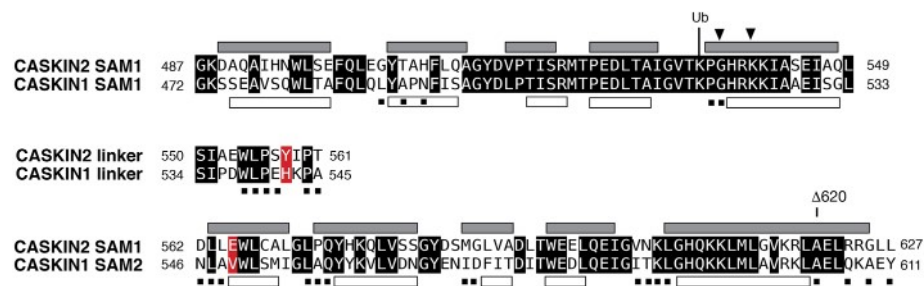 Ub
CASKIN2 SAM1 487 GKDAQAIHNWLSEFQLEGYTAHFLQAGYDVPTISRMTPEDLTAIGVTKPGHRKKIASEIAQL 549
CASKIN1 SAM1 472 GKSSEAVSQWLTAFQLQLYAPNFISAGYDLPTISRMTPEDLTAIGVTKPGHRKKIAAEISGL 533
CASKIN2 linker 550 SIAEWLPSYIPT 561
CASKIN1 linker 534 SIPDWLPEHKPA 545
Δ620
CASKIN2 SAM1 562 DLLEWLCALGLPQYHKQLVSSGYDSMGLVADLTWEELQEIGVNKLGHQKKLMLGVKRLAELRRGLL 627
CASKIN1 SAM2 546 NLAVWLSMIGLAQYYKVLVDNGYENIDFITDITWEDLQEIGITKLGHQKKLMLAVRKLAELQKAEY 611